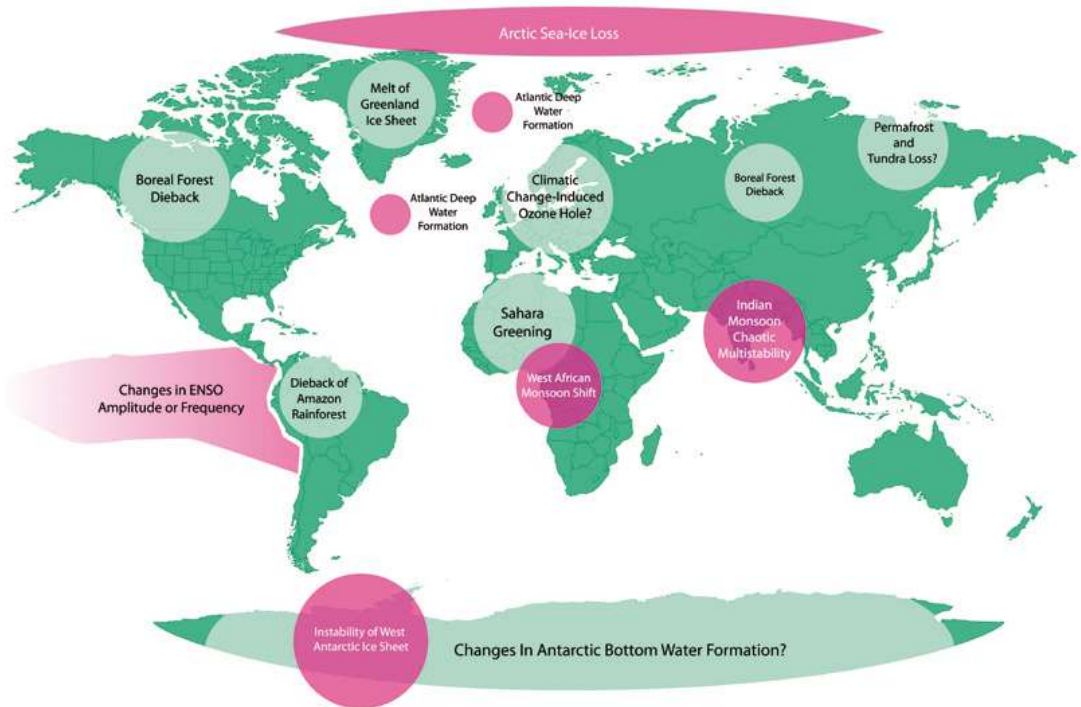 Arctic Sea-Ice Loss
Melt of
Greenland
Ice Sheet
Atlantic Deep
Water
Formation
Permafrost
and
Tundra Loss?
Boreal Forest
Dieback
Climatic
Change-Induced
Ozone Hole?
Boreal Forest
Dieback
Atlantic Deep
Water
Formation
Sahara
Greening
Indian
Monsoon
Chaotic
Multistability
Changes in ENSO
Amplitude or Frequency
Dieback of
Amazon
Rainforest
West African
Monsoon Shift
Instability of West
Antarctic Ice Sheet
Changes In Antarctic Bottom Water Formation?